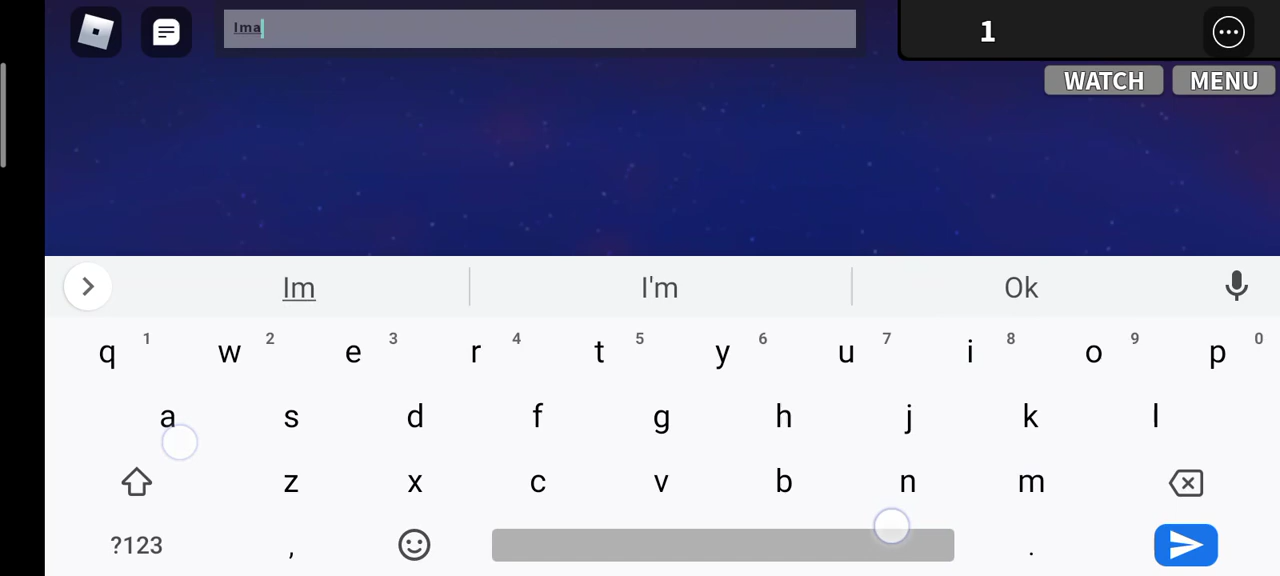 Ima
1
WATCH MENU
Im I'm Ok
q 1 w 2 e 3 r 4 t 5 y 6 u 7 i 8 o 9 p 0
a s d f g h j k l
z x c v b n m
?123 , .